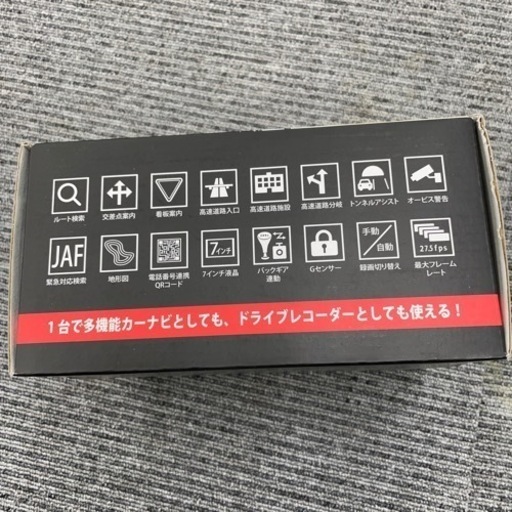 ルート検索 交差点案内 看板案内 高速道路入口 高速道路施設 高速道路分岐 トンネルアシスト オービス警告
JAF 7インチ 手動/自動 27.5fps
緊急対応検索 地形図 電話番号連携QRコード 7インチ液晶 バックギア連動 Gセンサー 録画切り替え 最大フレームレート
1台で多機能カーナビとしても、ドライブレコーダーとしても使える！